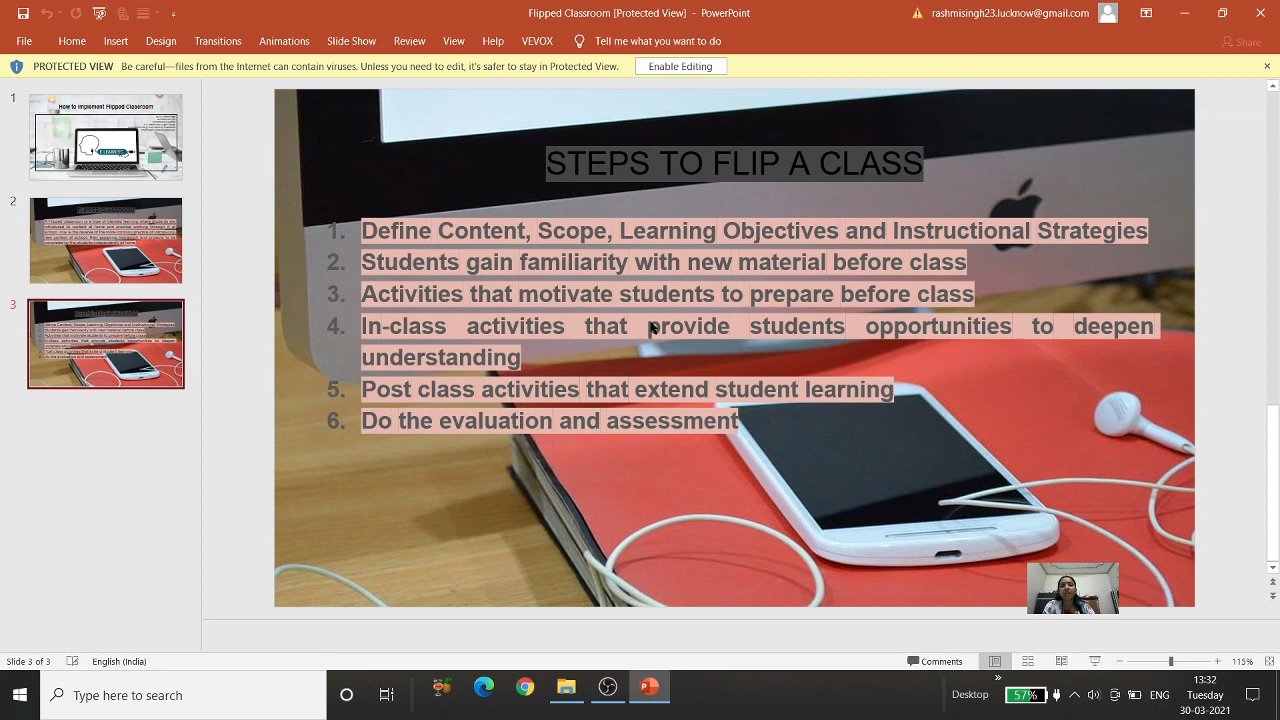 Flipped Classroom [Protected View] - PowerPoint
rashmisingh23.lucknow@gmail.com
File Home Insert Design Transitions Animations Slide Show Review View Help VEVOX Tell me what you want to do Share
PROTECTED VIEW Be careful—files from the Internet can contain viruses. Unless you need to edit, it's safer to stay in Protected View. Enable Editing
1
How to Implement Flipped Classroom
E-LEARNING
2
3
STEPS TO FLIP A CLASS
1. Define Content, Scope, Learning Objectives and Instructional Strategies
2. Students gain familiarity with new material before class
3. Activities that motivate students to prepare before class
4. In-class activities that provide students opportunities to deepen
understanding
5. Post class activities that extend student learning
6. Do the evaluation and assessment
Slide 3 of 3 English (India) Comments 115%
Type here to search
Desktop 57% ENG
13:32
Tuesday
30-03-2021